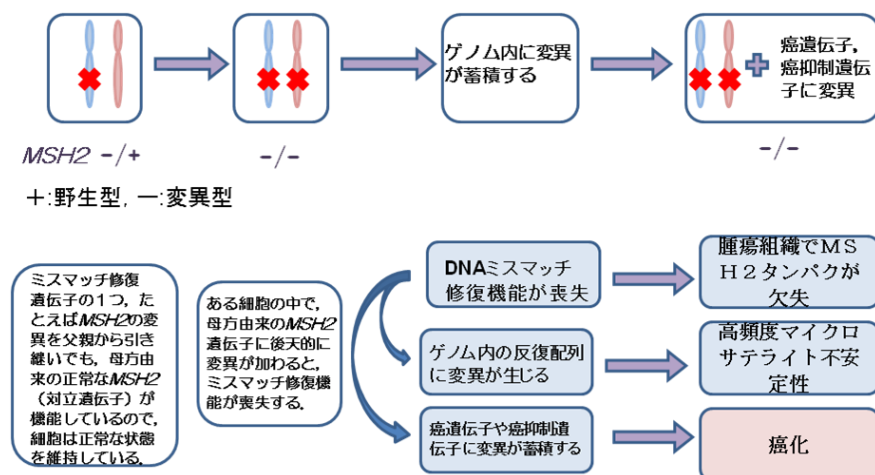 ゲノム内に変異
が蓄積する
癌遺伝子,
癌抑制遺伝
子に変異
MSH2 -/+
-/-
-/-
+:野生型, ー:変異型
ミスマッチ修復
遺伝子の1つ, た
とえばMSH2の変
異を父親から引き
継いでも, 母方由
来の正常なMSH2
(対立遺伝子)が
機能しているので,
細胞は正常な状態
を維持している.
ある細胞の中で,
母方由来のMSH2
遺伝子に後天的に
変異が加わると,
ミスマッチ修復機
能が喪失する.
DNAミスマッチ
修復機能が喪失
腫瘍組織でMS
H2タンパクが
欠失
ゲノム内の反復配列
に変異が生じる
高頻度マイクロ
サテライト不安
定性
癌遺伝子や癌抑制遺
伝子に変異が蓄積する
癌化